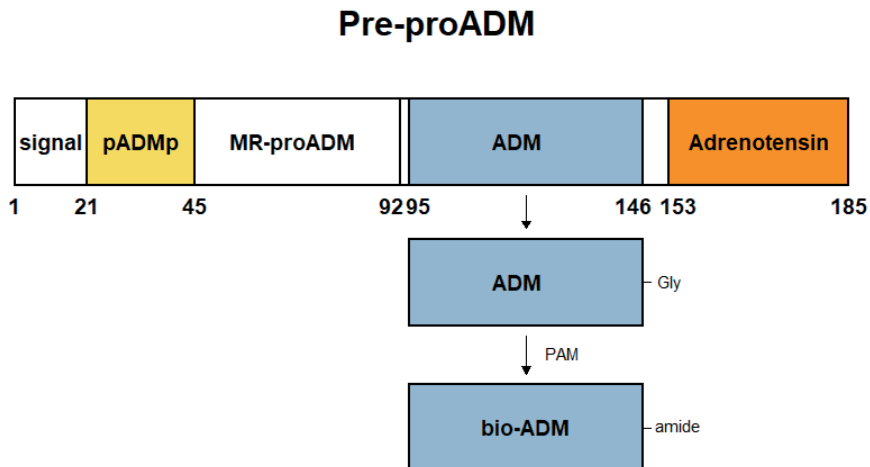 Pre-proADM
signal pADMp MR-proADM ADM Adrenotensin
1 21 45 92 95 146 153 185
ADM
Gly
PAM
bio-ADM
amide